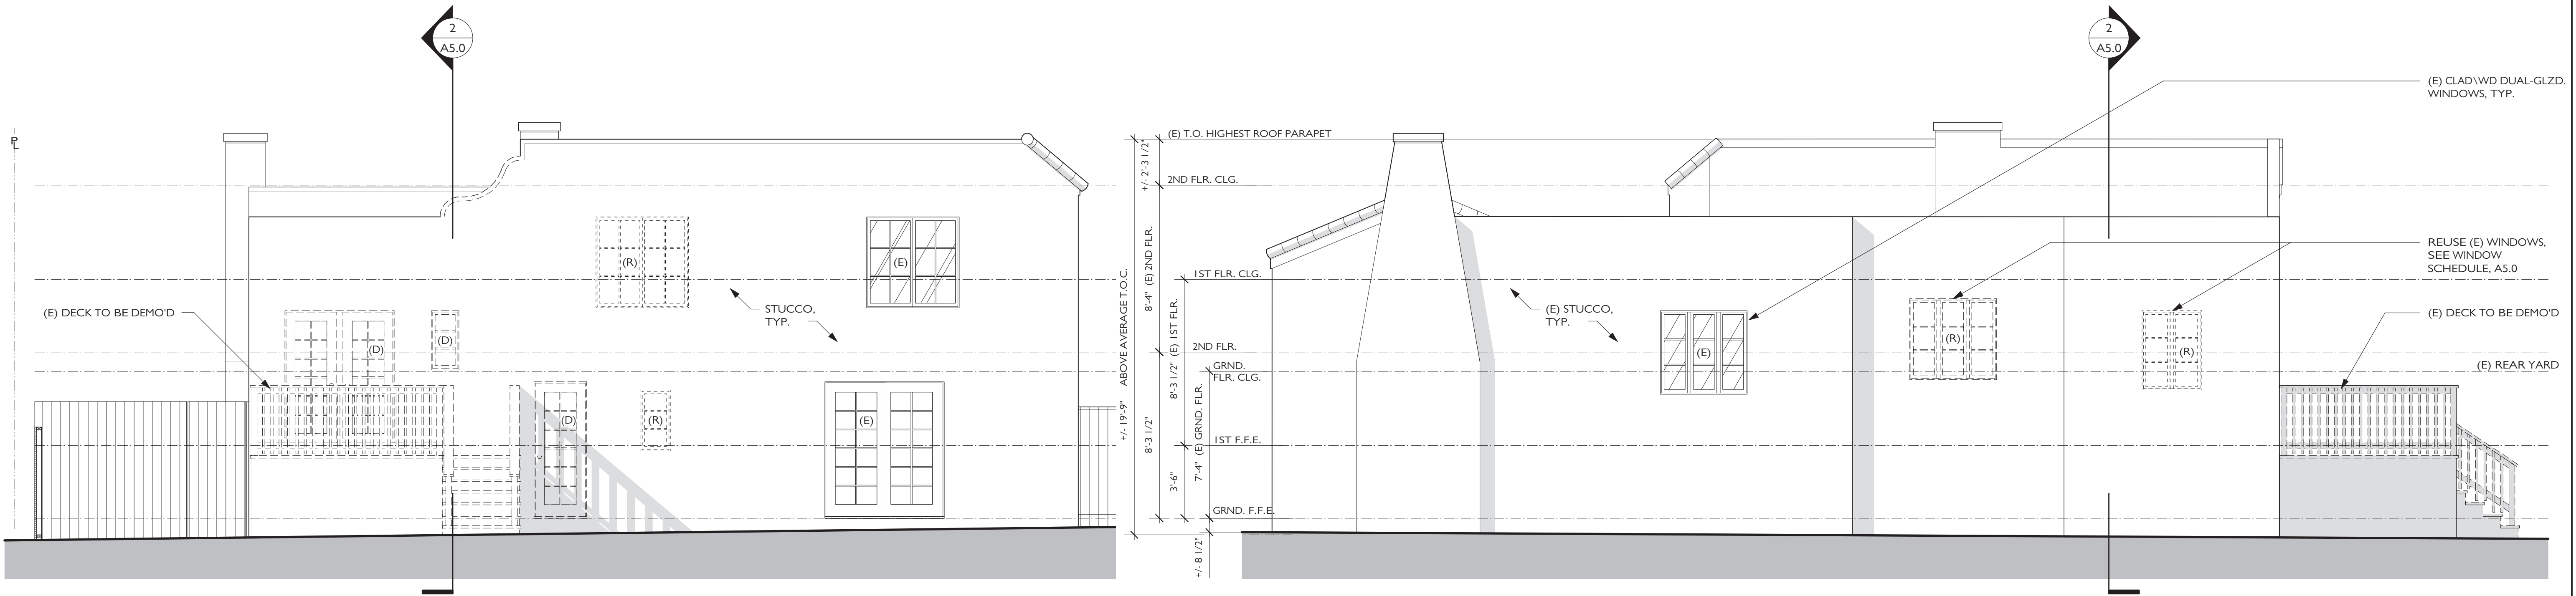 2
A5.0
2
A5.0
(E) CLAD\WD DUAL-GLZD.
WINDOWS, TYP.
PL
(E) T.O. HIGHEST ROOF PARAPET
+/- 2'-3 1/2"
2ND FLR. CLG.
8'-4" (E) 2ND FLR.
(R)
(E)
REUSE (E) WINDOWS,
SEE WINDOW
SCHEDULE, A5.0
1ST FLR. CLG.
(E) DECK TO BE DEMO'D
STUCCO,
TYP.
(E) STUCCO,
TYP.
(E) DECK TO BE DEMO'D
(D)
(D)
+/- 19'-9" ABOVE AVERAGE T.O.C.
8'-3 1/2" (E) 1ST FLR.
2ND FLR.
(E)
(R)
(R)
GRND.
FLR. CLG.
(E) REAR YARD
(D)
(R)
(E)
8'-3 1/2"
3'-6"
7'-4" (E) GRND. FLR.
1ST F.F.E.
GRND. F.F.E.
+/- 8 1/2"